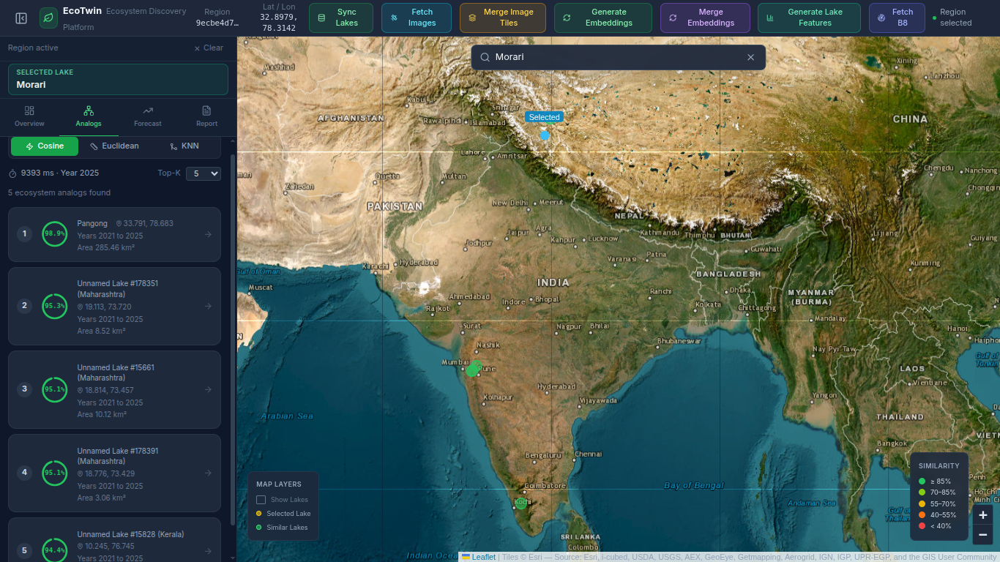 EcoTwin Ecosystem Discovery Platform
Region
9ecbe4d7…
Lat / Lon
32.8979,
78.3142
Sync
Lakes
Fetch
Images
Merge Image
Tiles
Generate
Embeddings
Merge
Embeddings
Generate Lake
Features
Fetch
B8
Region
selected
Region active
Clear
SELECTED LAKE
Morari
Overview
Analogs
Forecast
Report
Cosine
Euclidean
KNN
9393 ms · Year 2025
Top-K
5
5 ecosystem analogs found
1
98.9%
Pangong 33.791, 78.683
Years 2021 to 2025
Area 285.46 km²
2
95.3%
Unnamed Lake #178351
(Maharashtra)
19.113, 73.720
Years 2021 to 2025
Area 8.52 km²
3
95.1%
Unnamed Lake #15661
(Maharashtra)
18.814, 73.457
Years 2021 to 2025
Area 10.12 km²
4
95.1%
Unnamed Lake #178391
(Maharashtra)
18.776, 73.429
Years 2021 to 2025
Area 3.06 km²
5
94.4%
Unnamed Lake #15828 (Kerala)
10.245, 76.745
Years 2021 to 2025
Morari
Mashhad
Kabul
Srinagar
Selected
Xining
Lanzhou
AFGHANISTAN
Rawalpindi
Islamabad
CHINA
Lahore
Amritsar
Quetta
Multan
Zahedan
Chengdu
Nanchong
Chongqin
PAKISTAN
New Delhi
Meerut
NEPAL
Kathmandu
Thimphu
BHUTAN
Lijiang
Guiyang
Jaipur
Agra
Jodhpur
Kanpur
Lucknow
Guwahati
Varanasi
Patna
Kunming
Karachi
Hyderabad
Gulf of Oman
Muscat
INDIA
BANGLADESH
Ranchi
Dhaka
MYANMAR
(BURMA)
Ahmedabad
Indore
Bhopal
Kolkata
Chittagong
Rajkot
Mandalay
Surat
Nagpur
Bhilai
Hanoi
Nashik
Bhubaneswar
Haipho
Nay Pyi Taw
Gulf of
Mumbai
Pune
LAOS
Vientiane
Hyderabad
Kolhapur
Vijayawada
Yangon
Arabian Sea
THAILAND
Bangkok
Bengaluru
Chennai
Coimbatore
Bay of Bengal
Kochi
Andaman Sea
SRI LANKA
Colombo
MAP LAYERS
Show Lakes
Selected Lake
Similar Lakes
SIMILARITY
≥ 85%
70–85%
55–70%
40–55%
< 40%
+
−
Leaflet | Tiles © Esri — Source: Esri, i-cubed, USDA, USGS, AEX, GeoEye, Getmapping, Aerogrid, IGN, IGP, UPR-EGP, and the GIS User Community